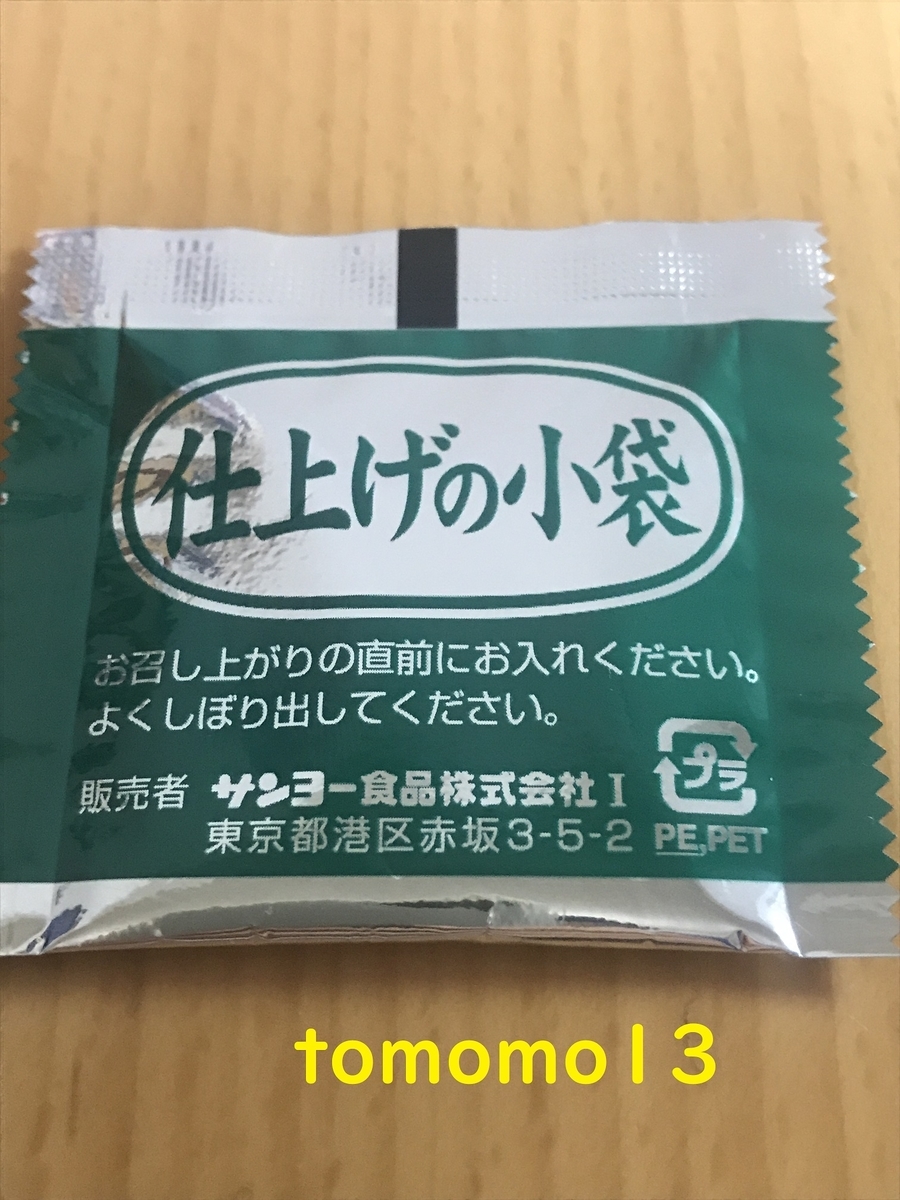 仕上げの小袋
お召し上がりの直前にお入れください。
よくしぼり出してください。
販売者 サンヨー食品株式会社 I
東京都港区赤坂3-5-2
プラ
PE,PET
tomomo13